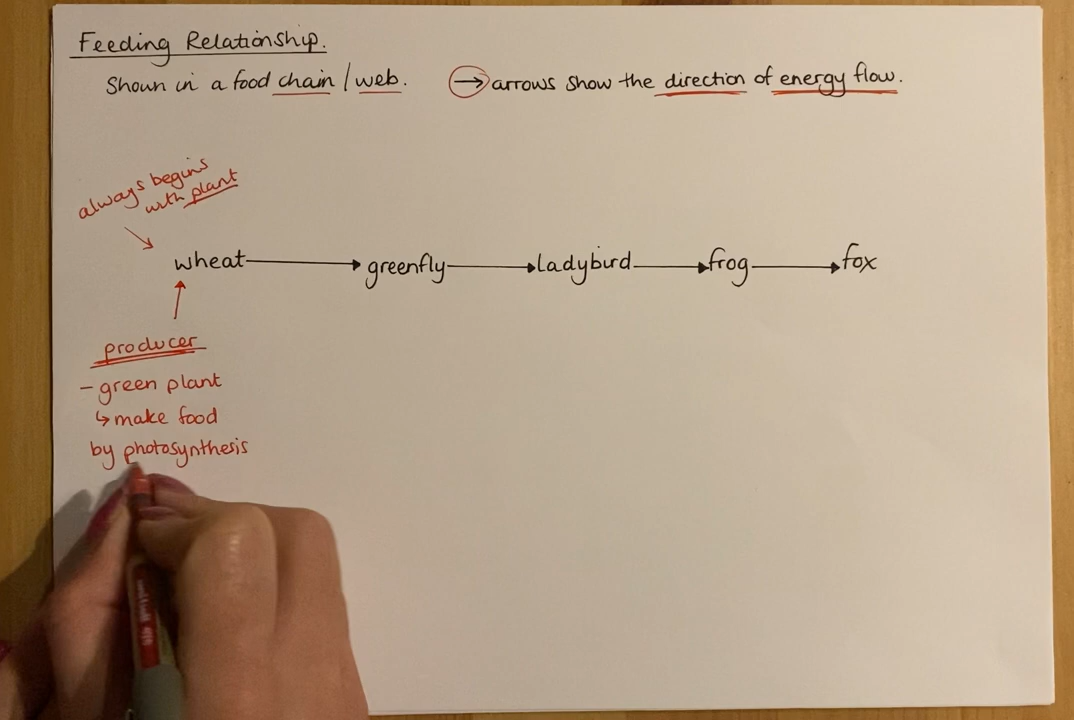 Feeding Relationship.
Shown in a food chain / web.
→ arrows show the direction of energy flow.
always begins
with plant
wheat → greenfly → Ladybird → frog → fox
producer
- green plant
↳ make food
by photosynthesis